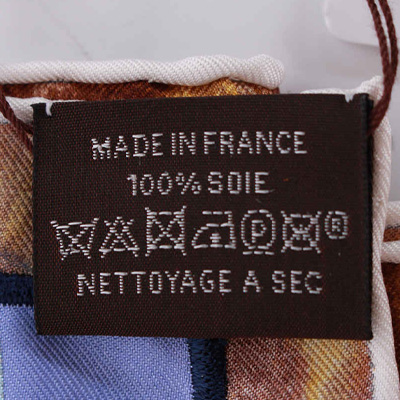 MADE IN FRANCE
100% SOIE
P ®
NETTOYAGE A SEC